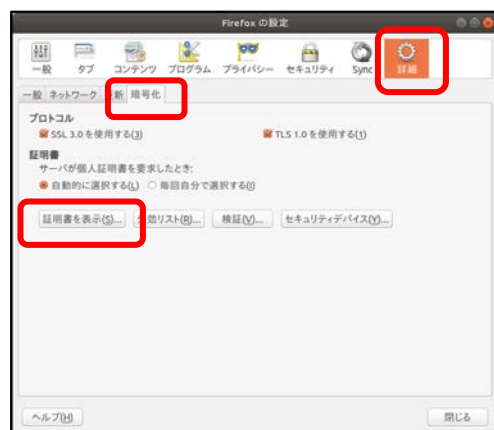 Firefox の設定
一般 タブ コンテンツ プログラム プライバシー セキュリティ Sync 詳細
一般 ネットワーク 更新 暗号化
プロトコル
SSL 3.0 を使用する(3) TLS 1.0 を使用する(1)
証明書
サーバが個人証明書を要求したとき:
自動的に選択する(L) 毎回自分で選択する(I)
証明書を表示(S)... 失効リスト(R)... 検証(V)... セキュリティデバイス(Y)...
ヘルプ(H) 閉じる